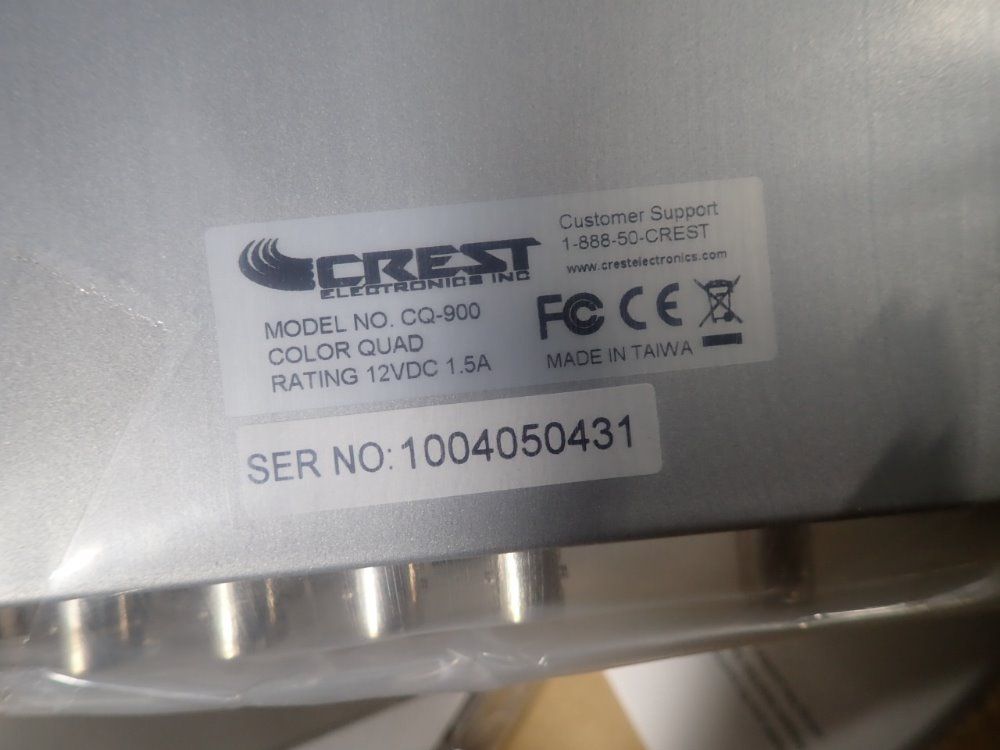 CREST
ELECTRONICS INC
Customer Support
1-888-50-CREST
www.crestelectronics.com
MODEL NO. CQ-900
COLOR QUAD
RATING 12VDC 1.5A
FC CE
MADE IN TAIWA
SER NO: 1004050431